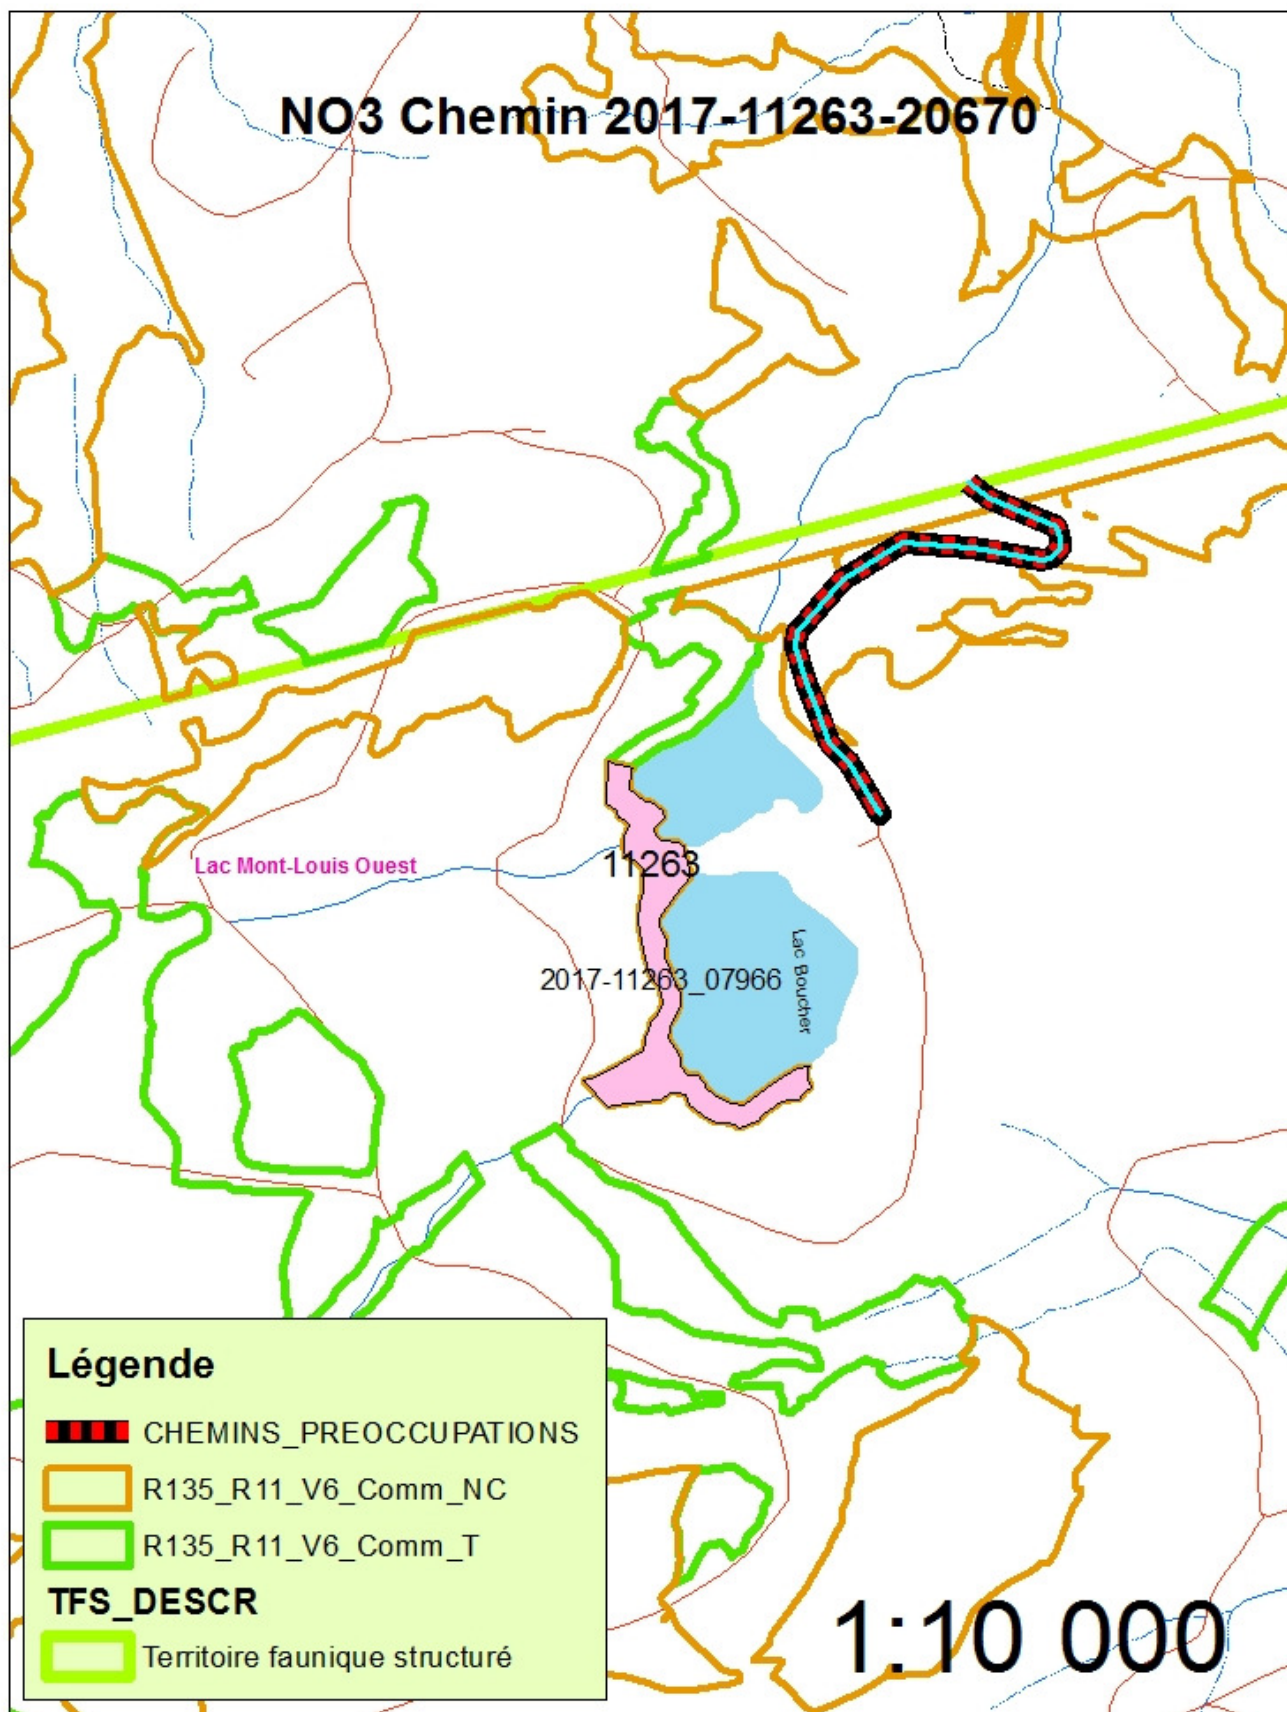 NO3 Chemin 2017-11263-20670
Lac Mont-Louis Ouest
11263
2017-11263_07966
Lac Boucher
Légende
CHEMINS_PREOCCUPATIONS
R135_R11_V6_Comm_NC
R135_R11_V6_Comm_T
TFS_DESCR
Territoire faunique structuré
1:10 000